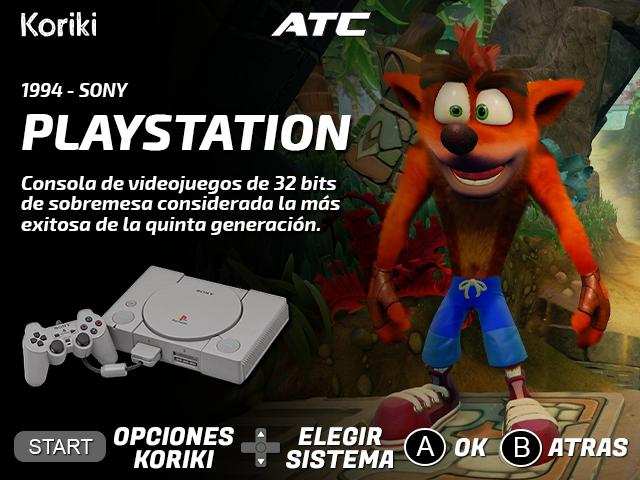 Koriki
ATC
1994 - SONY
PLAYSTATION
Consola de videojuegos de 32 bits
de sobremesa considerada la más
exitosa de la quinta generación.
SONY
SONY
START
OPCIONES
KORIKI
ELEGIR
SISTEMA
A
OK
B
ATRAS